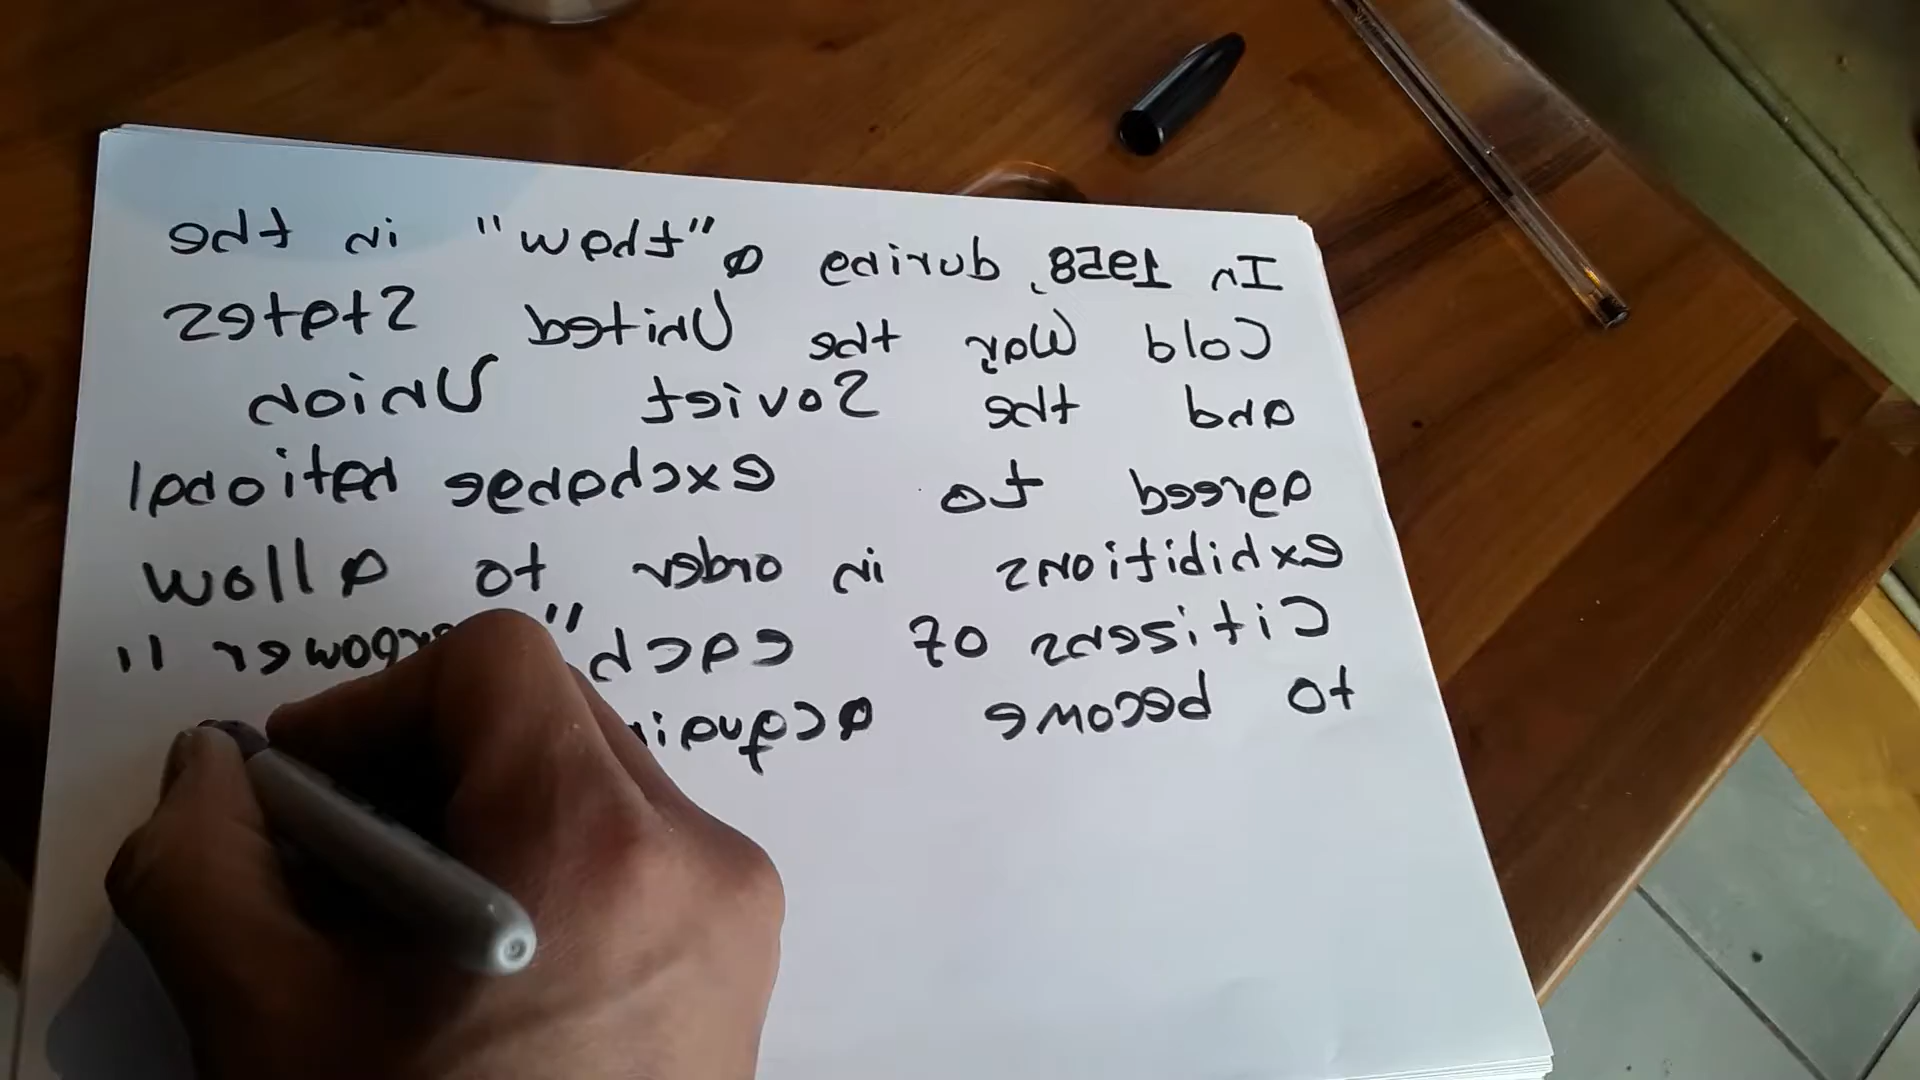 In 1958, during a "thaw" in the
Cold War, the United States
and the Soviet Union
agreed to exchange national
exhibitions in order to allow
Citisens of each "
to become